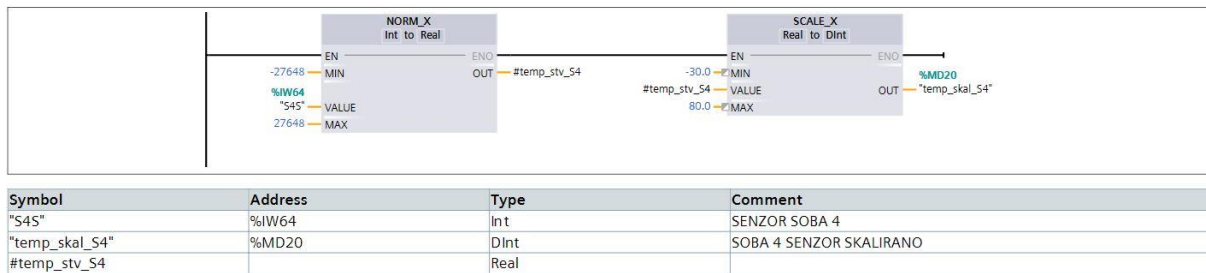 NORM_X
Int to Real
SCALE_X
Real to DInt
EN ENO
EN ENO
-27648 MIN OUT #temp_stv_S4
-30.0 MIN %MD20
%IW64
#temp_stv_S4 VALUE OUT "temp_skal_S4"
"S4S" VALUE
80.0 MAX
27648 MAX
Symbol Address Type Comment
"S4S" %IW64 Int SENZOR SOBA 4
"temp_skal_S4" %MD20 DInt SOBA 4 SENZOR SKALIRANO
#temp_stv_S4 Real